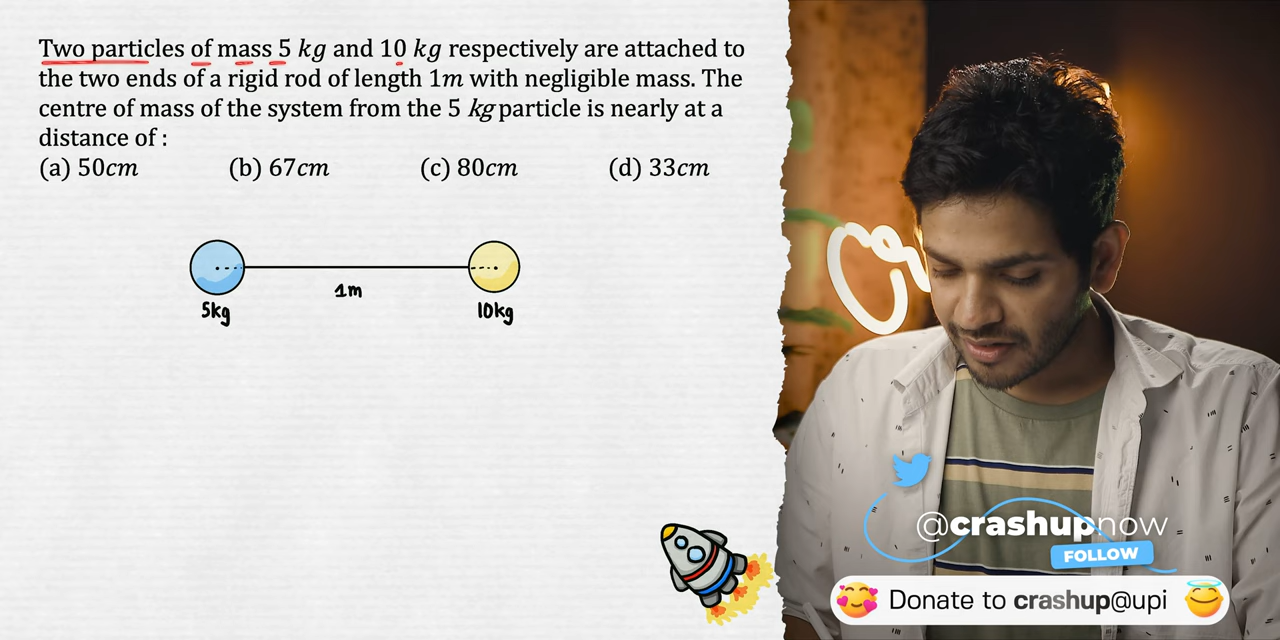 Two particles of mass 5 kg and 10 kg respectively are attached to
the two ends of a rigid rod of length 1m with negligible mass. The
centre of mass of the system from the 5 kg particle is nearly at a
distance of :
(a) 50cm (b) 67cm (c) 80cm (d) 33cm
1m
5kg 10kg
@crashupnow
FOLLOW
Donate to crashup@upi